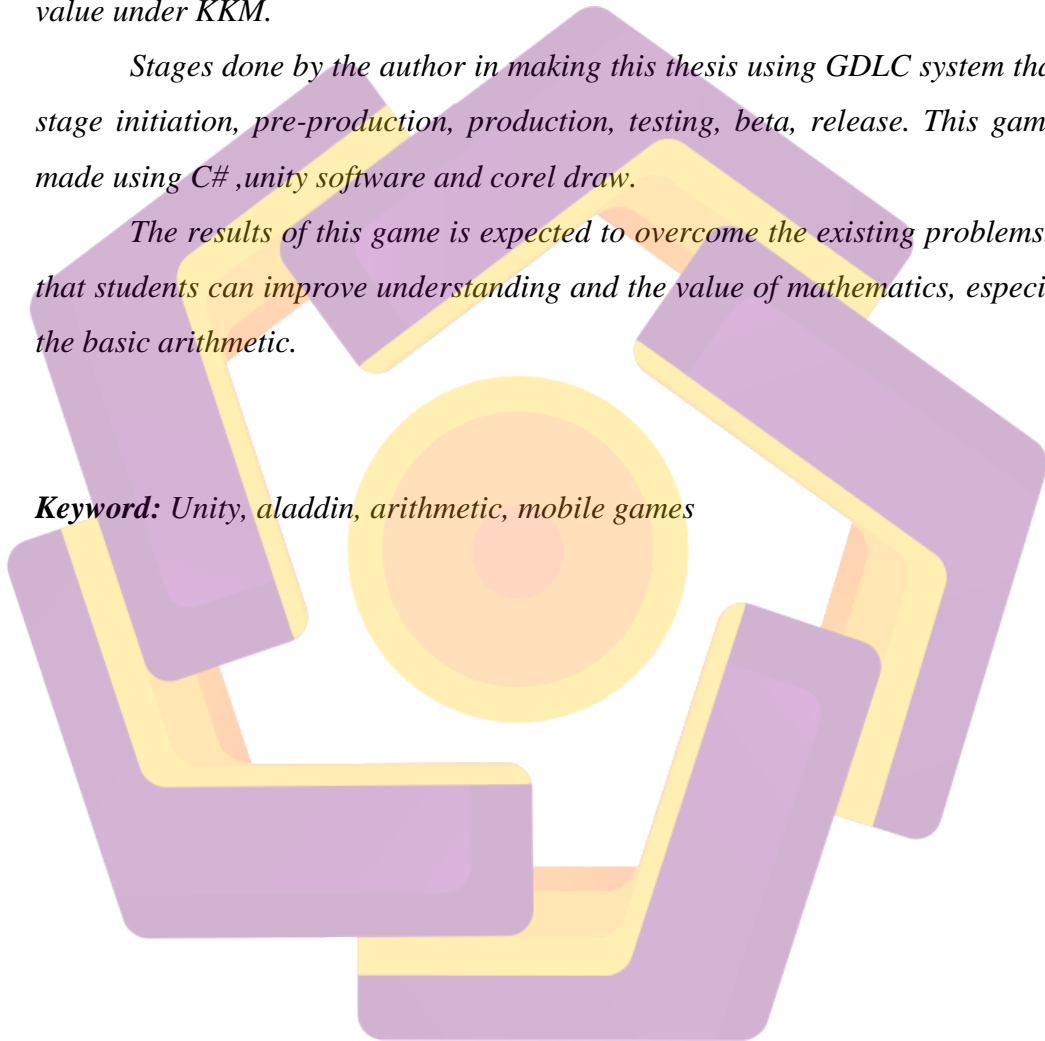 value under KKM.
Stages done by the author in making this thesis using GDLC system tha
stage initiation, pre-production, production, testing, beta, release. This gam
made using C# ,unity software and corel draw.
The results of this game is expected to overcome the existing problems.
that students can improve understanding and the value of mathematics, especi
the basic arithmetic.
Keyword: Unity, aladdin, arithmetic, mobile games